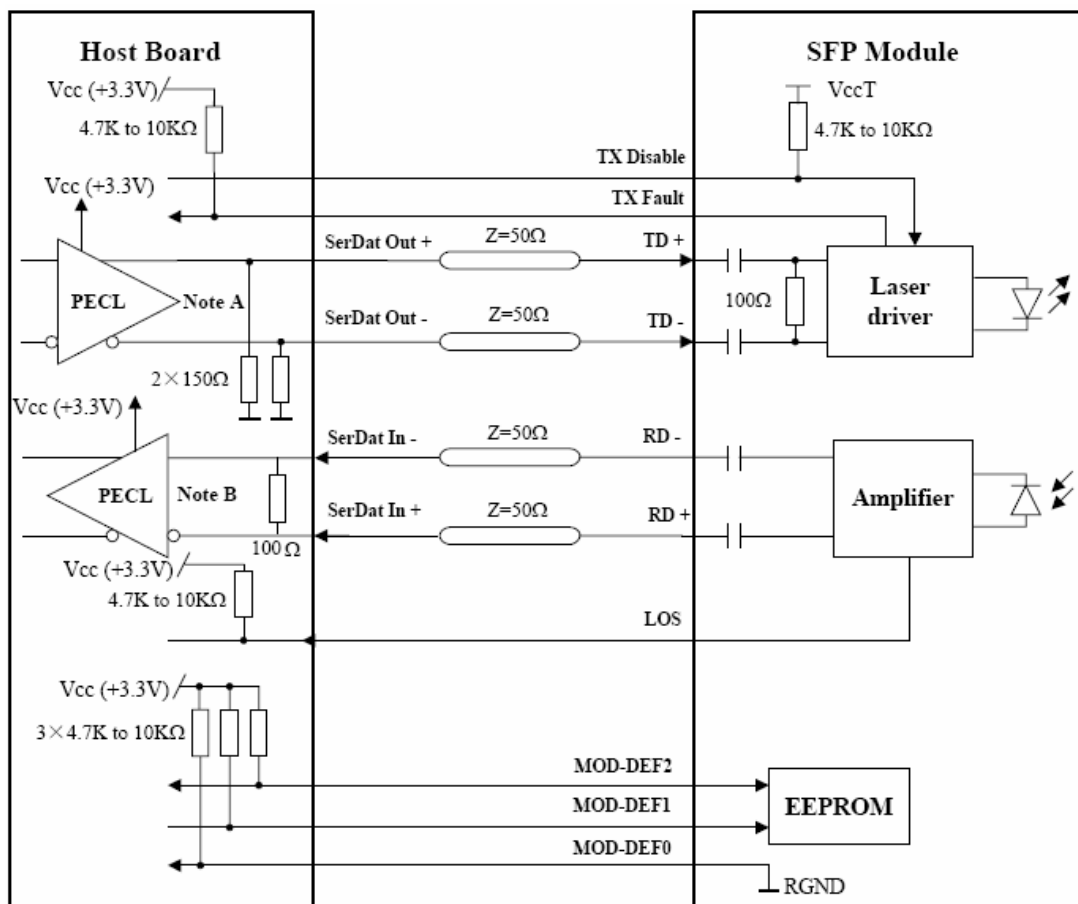 Host Board
SFP Module
Vcc (+3.3V)
4.7K to 10KΩ
VccT
4.7K to 10KΩ
TX Disable
Vcc (+3.3V)
TX Fault
SerDat Out +
Z=50Ω
TD +
PECL
Note A
100Ω
Laser
driver
SerDat Out -
Z=50Ω
TD -
2×150Ω
Vcc (+3.3V)
SerDat In -
Z=50Ω
RD -
PECL
Note B
Amplifier
SerDat In +
Z=50Ω
RD +
100Ω
Vcc (+3.3V)
4.7K to 10KΩ
LOS
Vcc (+3.3V)
3×4.7K to 10KΩ
MOD-DEF2
EEPROM
MOD-DEF1
MOD-DEF0
RGND